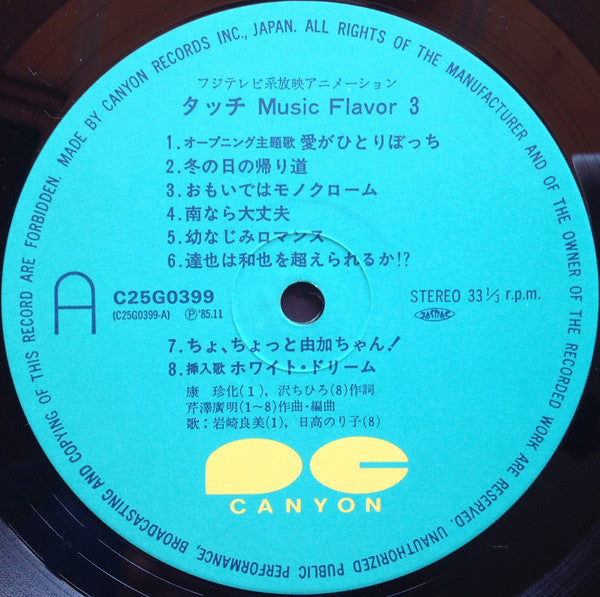 MADE BY CANYON RECORDS INC., JAPAN. ALL RIGHTS OF THE MANUFACTURER AND OF THE OWNER OF THE RECORDED WORK ARE RESERVED. UNAUTHORIZED PUBLIC PERFORMANCE, BROADCASTING AND COPYING OF THIS RECORD ARE FORBIDDEN.
フジテレビ系放映アニメーション
タッチ Music Flavor 3
1.オープニング主題歌 愛がひとりぼっち
2.冬の日の帰り道
3.おもいではモノクローム
4.南なら大丈夫
5.幼なじみロマンス
6.達也は和也を超えられるか!?
A
C25G0399
(C25G0399-A) Ⓟ'85.11
STEREO 33 1/3 r.p.m.
JASRAC
7.ちょ、ちょっと由加ちゃん!
8.挿入歌 ホワイト・ドリーム
康 珍化(1), 沢ちひろ(8)作詞
芹澤廣明(1~8)作曲・編曲
歌:岩崎良美(1), 日高のり子(8)
PC
CANYON